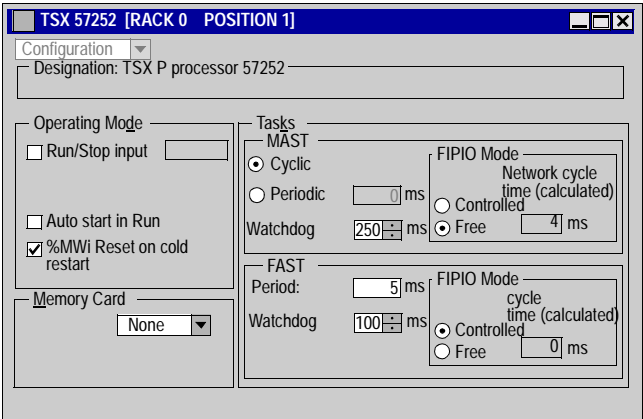 TSX 57252 [RACK 0 POSITION 1]
Configuration
Designation: TSX P processor 57252
Operating Mode
Run/Stop input
Auto start in Run
%MWi Reset on cold
restart
Memory Card
None
Tasks
MAST
Cyclic
Periodic 0 ms
Watchdog 250 ms
FIPIO Mode
Network cycle
time (calculated)
Controlled
Free 4 ms
FAST
Period: 5 ms
Watchdog 100 ms
FIPIO Mode
cycle
time (calculated)
Controlled
Free 0 ms